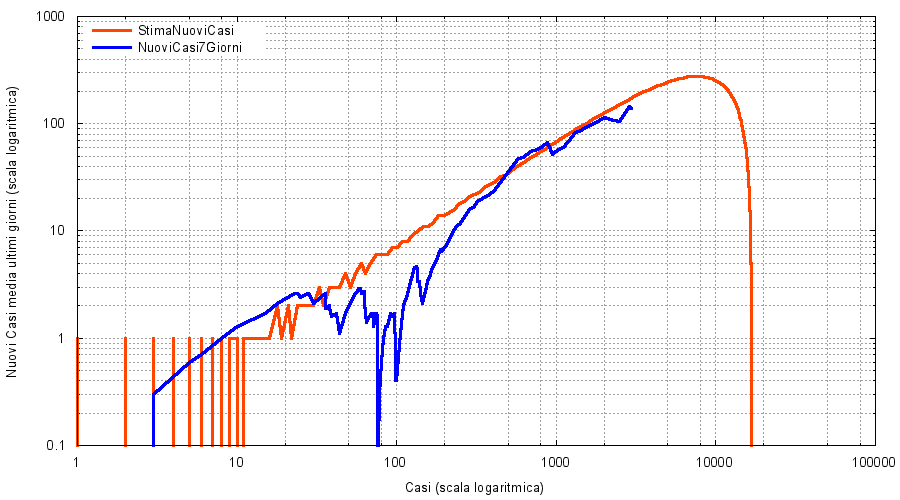 1000
StimaNuoviCasi
NuoviCasi7Giorni
100
10
1
0.1
Nuovi Casi media ultimi giorni (scala logaritmica)
1 10 100 1000 10000 100000
Casi (scala logaritmica)